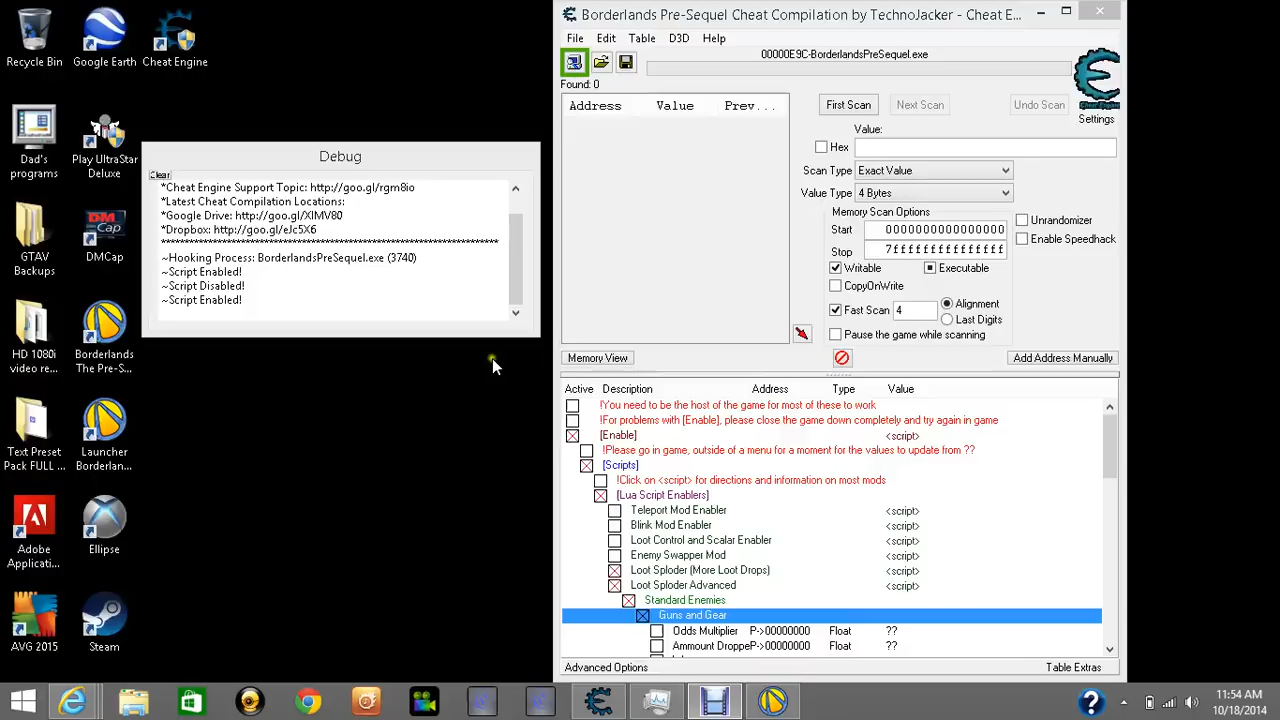 Recycle Bin
Google Earth
Cheat Engine
Dad's
programs
Play UltraStar
Deluxe
GTAV
Backups
DMCap
HD 1080i
video re...
Borderlands
The Pre-S...
Text Preset
Pack FULL ...
Launcher
Borderlan...
Adobe
Applicati...
Ellipse
AVG 2015
Steam
Debug
Clear
*Cheat Engine Support Topic: http://goo.gl/rgm8io
*Latest Cheat Compilation Locations:
*Google Drive: http://goo.gl/XIMV80
*Dropbox: http://goo.gl/eJc5X6
~Hooking Process: BorderlandsPreSequel.exe (3740)
~Script Enabled!
~Script Disabled!
~Script Enabled!
Borderlands Pre-Sequel Cheat Compilation by TechnoJacker - Cheat E...
File Edit Table D3D Help
00000E9C-BorderlandsPreSequel.exe
Found: 0
Address Value Prev...
First Scan Next Scan Undo Scan
Settings
Value:
Hex
Scan Type Exact Value
Value Type 4 Bytes
Memory Scan Options
Start 0000000000000000
Stop 7fffffffffffffff
Unrandomizer
Enable Speedhack
Writable Executable
CopyOnWrite
Fast Scan 4 Alignment
Last Digits
Pause the game while scanning
Memory View Add Address Manually
Active Description Address Type Value
!You need to be the host of the game for most of these to work
!For problems with [Enable], please close the game down completely and try again in game
[Enable] <script>
!Please go in game, outside of a menu for a moment for the values to update from ??
[Scripts]
!Click on <script> for directions and information on most mods
[Lua Script Enablers]
Teleport Mod Enabler <script>
Blink Mod Enabler <script>
Loot Control and Scalar Enabler <script>
Enemy Swapper Mod <script>
Loot Sploder (More Loot Drops) <script>
Loot Sploder Advanced <script>
Standard Enemies
Guns and Gear
Odds Multiplier P->00000000 Float ??
Ammount DroppeP->00000000 Float ??
Advanced Options Table Extras
11:54 AM
10/18/2014